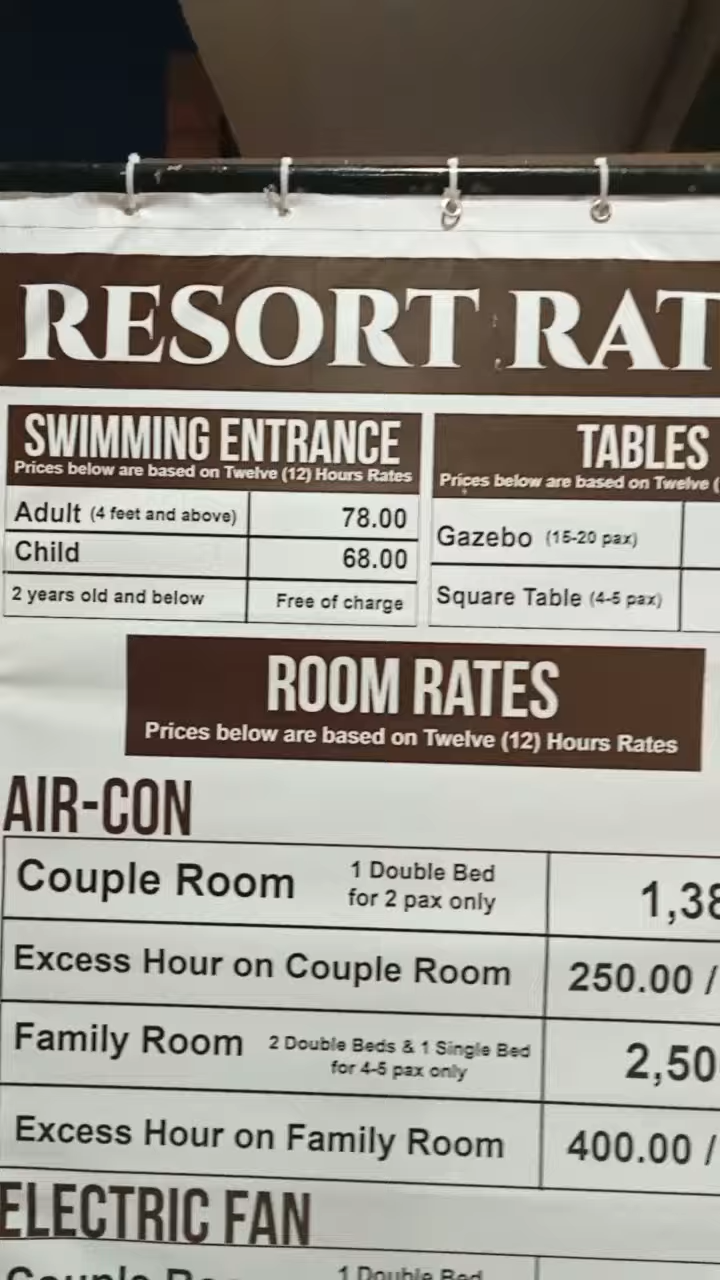 RESORT RAT
SWIMMING ENTRANCE
Prices below are based on Twelve (12) Hours Rates
Adult (4 feet and above) 78.00
Child 68.00
2 years old and below Free of charge
TABLES
Prices below are based on Twelve (
Gazebo (15-20 pax)
Square Table (4-5 pax)
ROOM RATES
Prices below are based on Twelve (12) Hours Rates
AIR-CON
Couple Room 1 Double Bed for 2 pax only 1,38
Excess Hour on Couple Room 250.00 /
Family Room 2 Double Beds & 1 Single Bed for 4-5 pax only 2,50
Excess Hour on Family Room 400.00 /
ELECTRIC FAN
Couple Ro 1 Double Bed